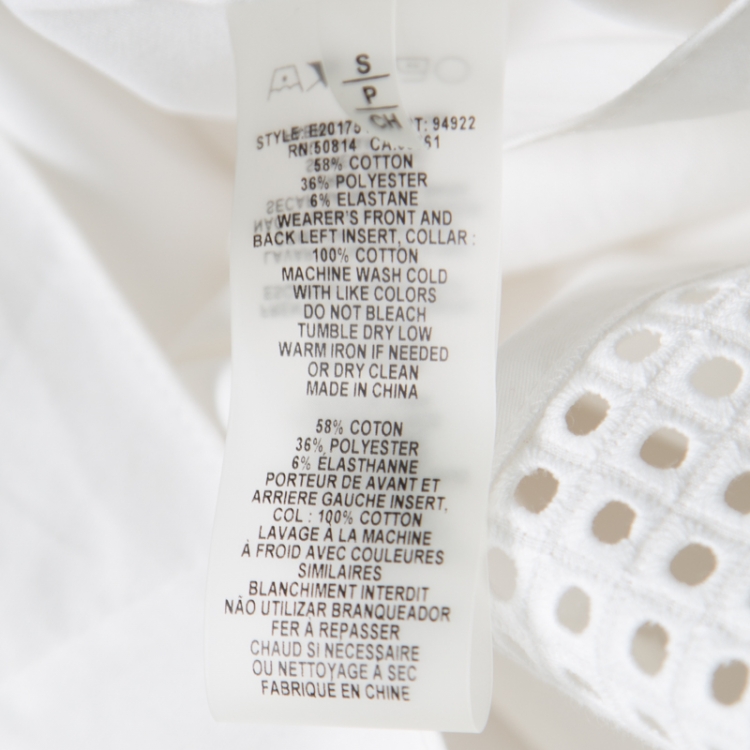 S
P
CH
STYLE: T: 94922
RN 50814 61
58% COTTON
36% POLYESTER
6% ELASTANE
WEARER'S FRONT AND
BACK LEFT INSERT, COLLAR :
100% COTTON
MACHINE WASH COLD
WITH LIKE COLORS
DO NOT BLEACH
TUMBLE DRY LOW
WARM IRON IF NEEDED
OR DRY CLEAN
MADE IN CHINA
58% COTON
36% POLYESTER
6% ÉLASTHANNE
PORTEUR DE AVANT ET
ARRIERE GAUCHE INSERT,
COL : 100% COTTON
LAVAGE À LA MACHINE
À FROID AVEC COULEURES
SIMILAIRES
BLANCHIMENT INTERDIT
NÃO UTILIZAR BRANQUEADOR
FER À REPASSER
CHAUD SI NECESSAIRE
OU NETTOYAGE A SEC
FABRIQUE EN CHINE